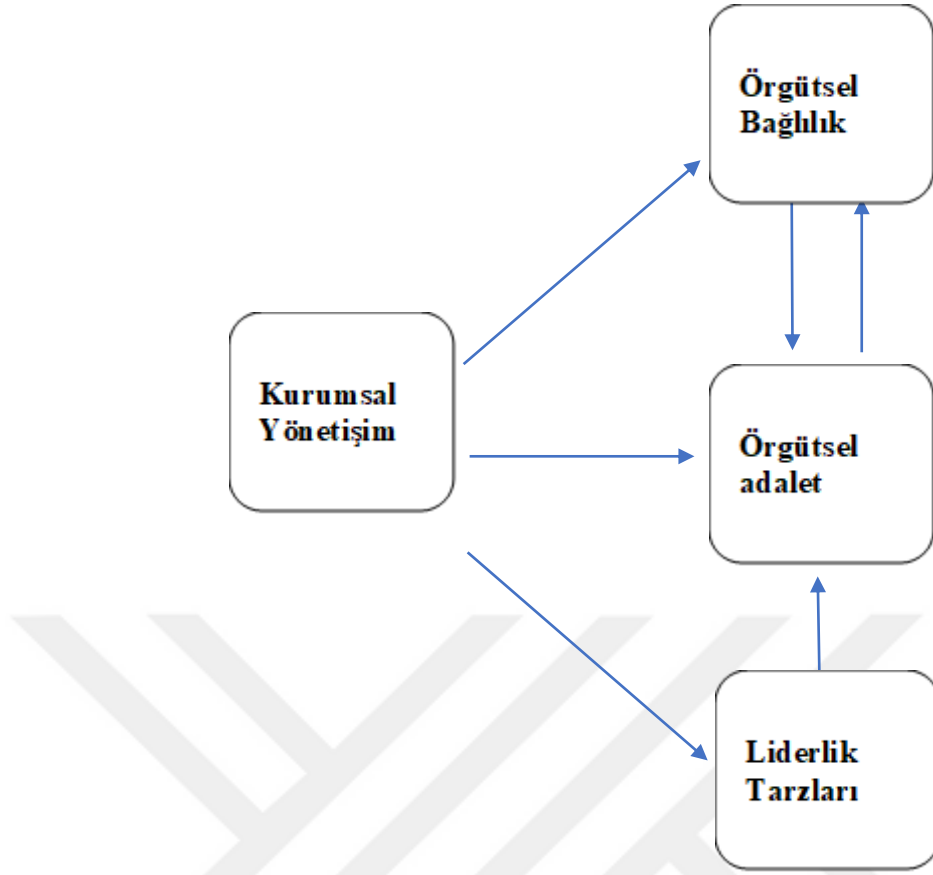 Örgütsel
Bağlılık
Kurumsal
Yönetişim
Örgütsel
adalet
Liderlik
Tarzları